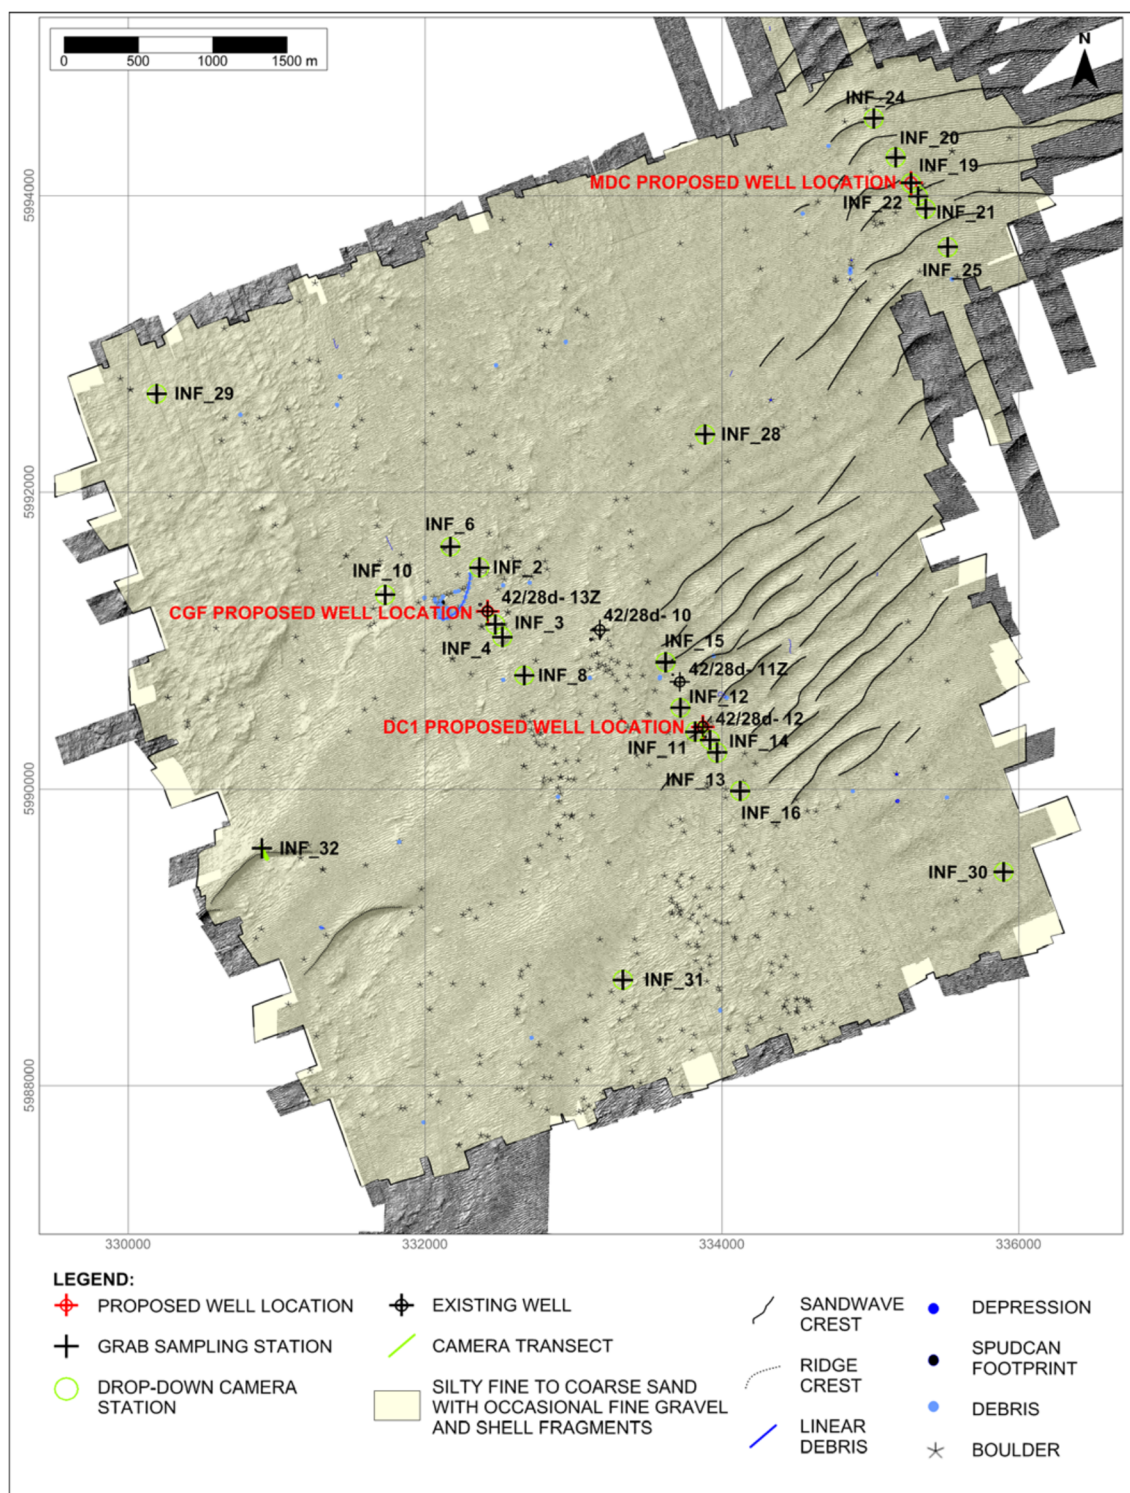 0 500 1000 1500 m
N
INF_24
INF_20
INF_19
MDC PROPOSED WELL LOCATION
5994000
INF_22
INF_21
INF_25
INF_29
INF_28
5992000
INF_6
INF_2
INF_10
42/28d- 13Z
CGF PROPOSED WELL LOCATION
INF_3
42/28d- 10
INF_4
INF_15
42/28d- 11Z
INF_8
INF_12
42/28d- 12
DC1 PROPOSED WELL LOCATION
INF_11
INF_14
INF_13
5990000
INF_16
INF_32
INF_30
INF_31
5988000
330000 332000 334000 336000
LEGEND:
PROPOSED WELL LOCATION
GRAB SAMPLING STATION
DROP-DOWN CAMERA
STATION
EXISTING WELL
CAMERA TRANSECT
SILTY FINE TO COARSE SAND
WITH OCCASIONAL FINE GRAVEL
AND SHELL FRAGMENTS
SANDWAVE
CREST
RIDGE
CREST
LINEAR
DEBRIS
DEPRESSION
SPUDCAN
FOOTPRINT
DEBRIS
BOULDER